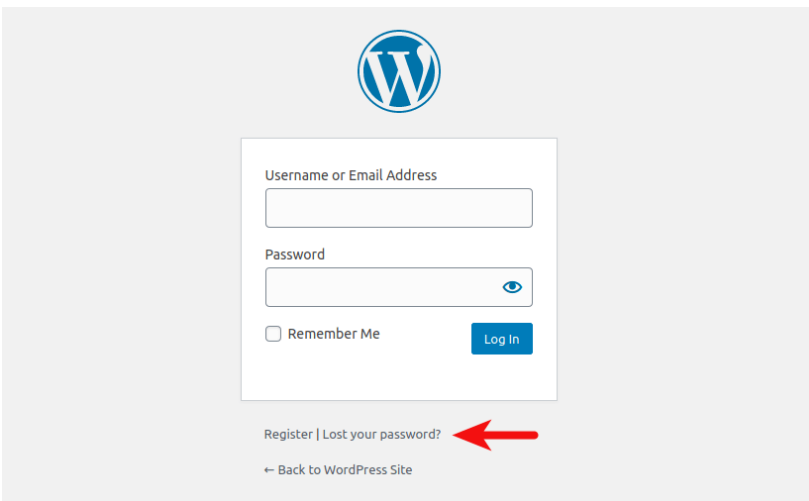 Username or Email Address
Password
Remember Me
Log In
Register | Lost your password?
← Back to WordPress Site